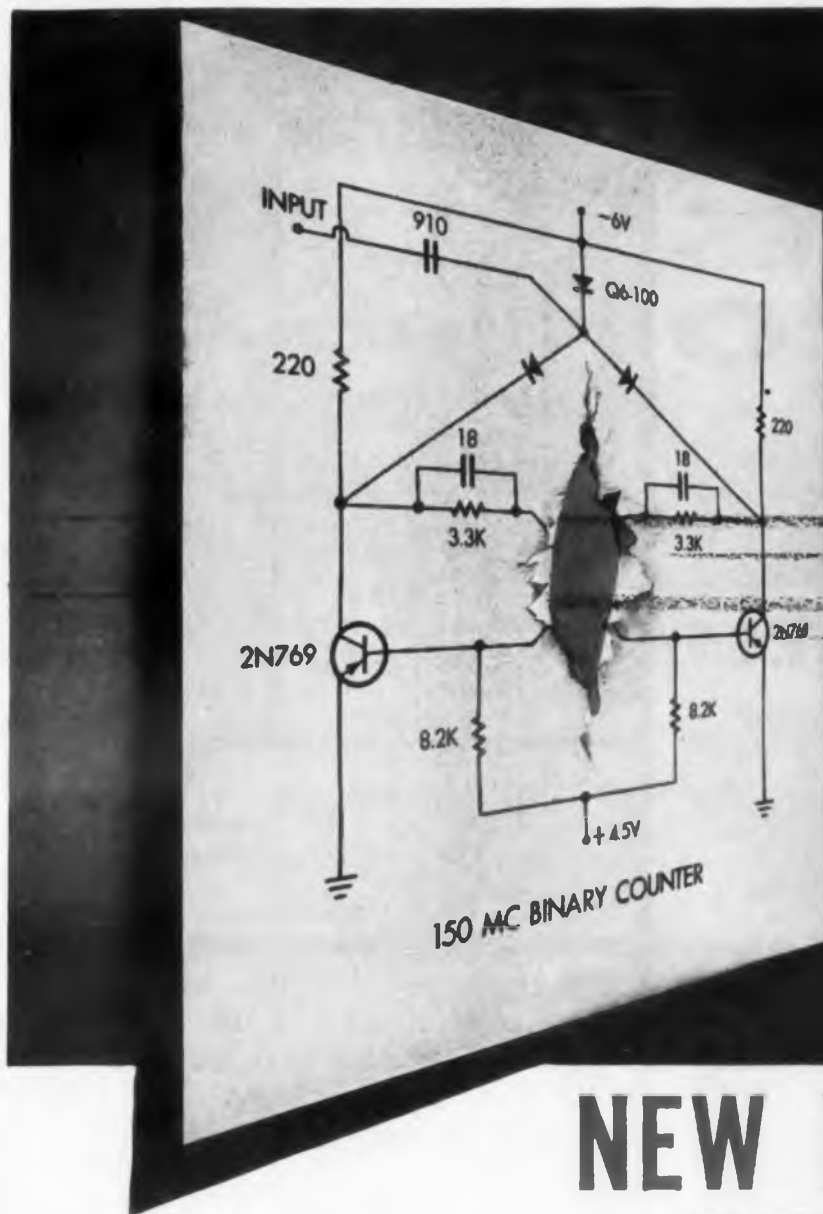 INPUT
910
−6V
Q6-100
220
220
18
18
3.3K
3.3K
2N769
2N769
8.2K
8.2K
+4.5V
150 MC BINARY COUNTER
NEW